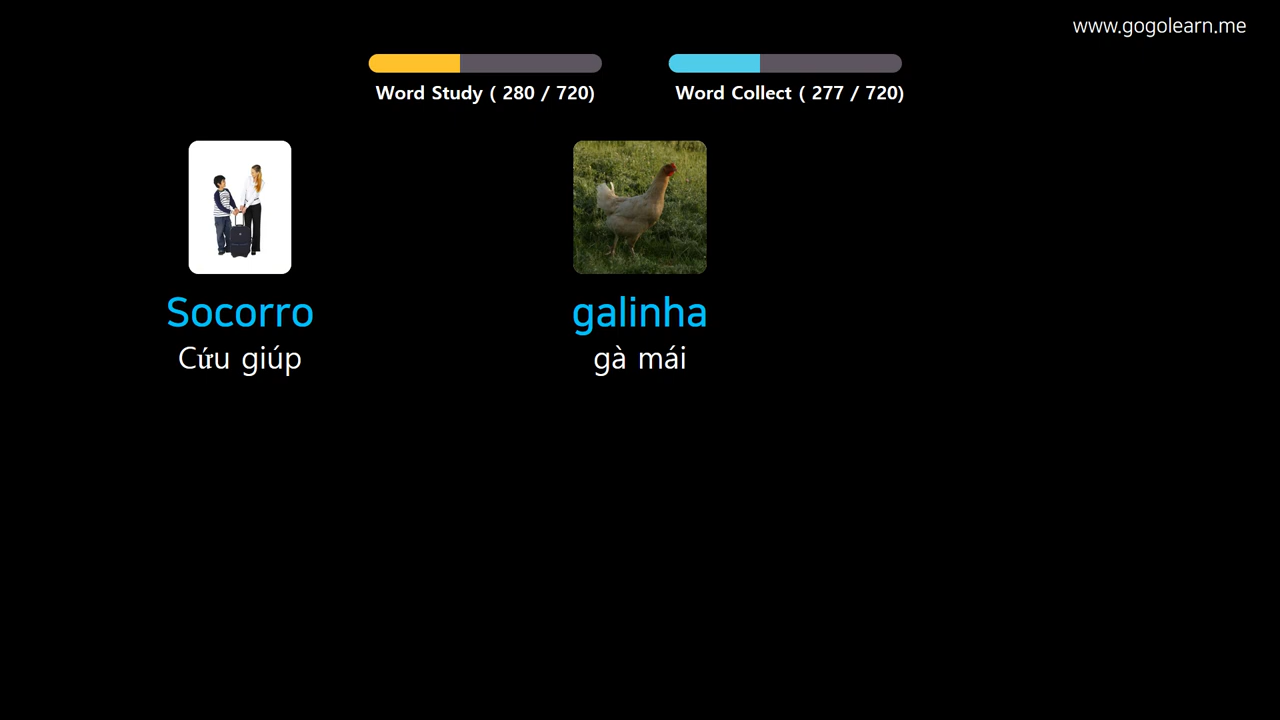 www.gogolearn.me
Word Study ( 280 / 720)
Word Collect ( 277 / 720)
Socorro
Cứu giúp
galinha
gà mái